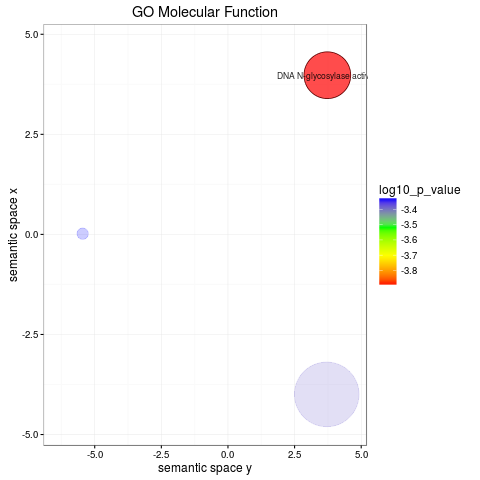 GO Molecular Function
5.0
2.5
0.0
-2.5
-5.0
semantic space x
DNA N-glycosylase activ
-5.0 -2.5 0.0 2.5 5.0
semantic space y
log10_p_value
-3.4
-3.5
-3.6
-3.7
-3.8